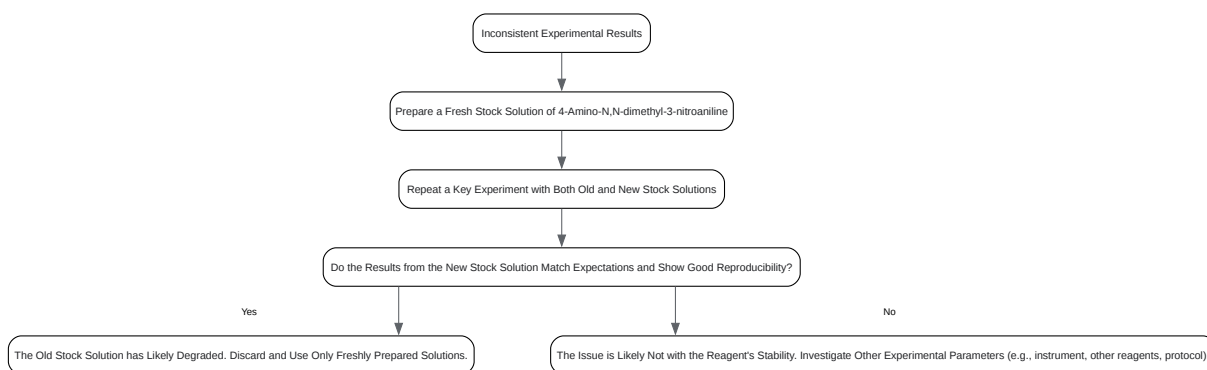 Inconsistent Experimental Results
Prepare a Fresh Stock Solution of 4-Amino-N,N-dimethyl-3-nitroaniline
Repeat a Key Experiment with Both Old and New Stock Solutions
Do the Results from the New Stock Solution Match Expectations and Show Good Reproducibility?
Yes
No
The Old Stock Solution has Likely Degraded. Discard and Use Only Freshly Prepared Solutions.
The Issue is Likely Not with the Reagent's Stability. Investigate Other Experimental Parameters (e.g., instrument, other reagents, protocol)